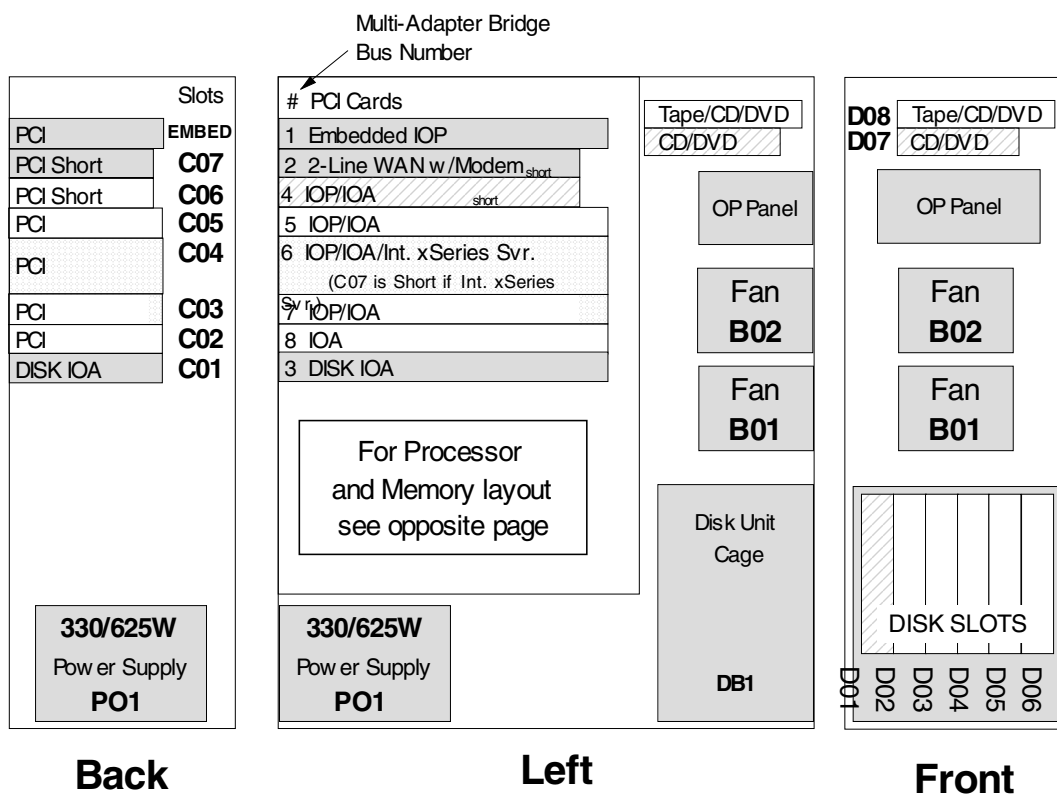 Multi-Adapter Bridge
Bus Number
Slots
PCI EMBED
PCI Short C07
PCI Short C06
PCI C05
PCI C04
PCI C03
PCI C02
DISK IOA C01
330/625W
Power Supply
PO1
Back
# PCI Cards
1 Embedded IOP
2 2-Line WAN w/Modem short
4 IOP/IOA short
5 IOP/IOA
6 IOP/IOA/Int. xSeries Svr.
(C07 is Short if Int. xSeries
Svr.)
7 IOP/IOA
8 IOA
3 DISK IOA
For Processor
and Memory layout
see opposite page
330/625W
Power Supply
PO1
Tape/CD/DVD
CD/DVD
OP Panel
Fan
B02
Fan
B01
Disk Unit
Cage
DB1
Left
D08 Tape/CD/DVD
D07 CD/DVD
OP Panel
Fan
B02
Fan
B01
DISK SLOTS
D01
D02
D03
D04
D05
D06
Front